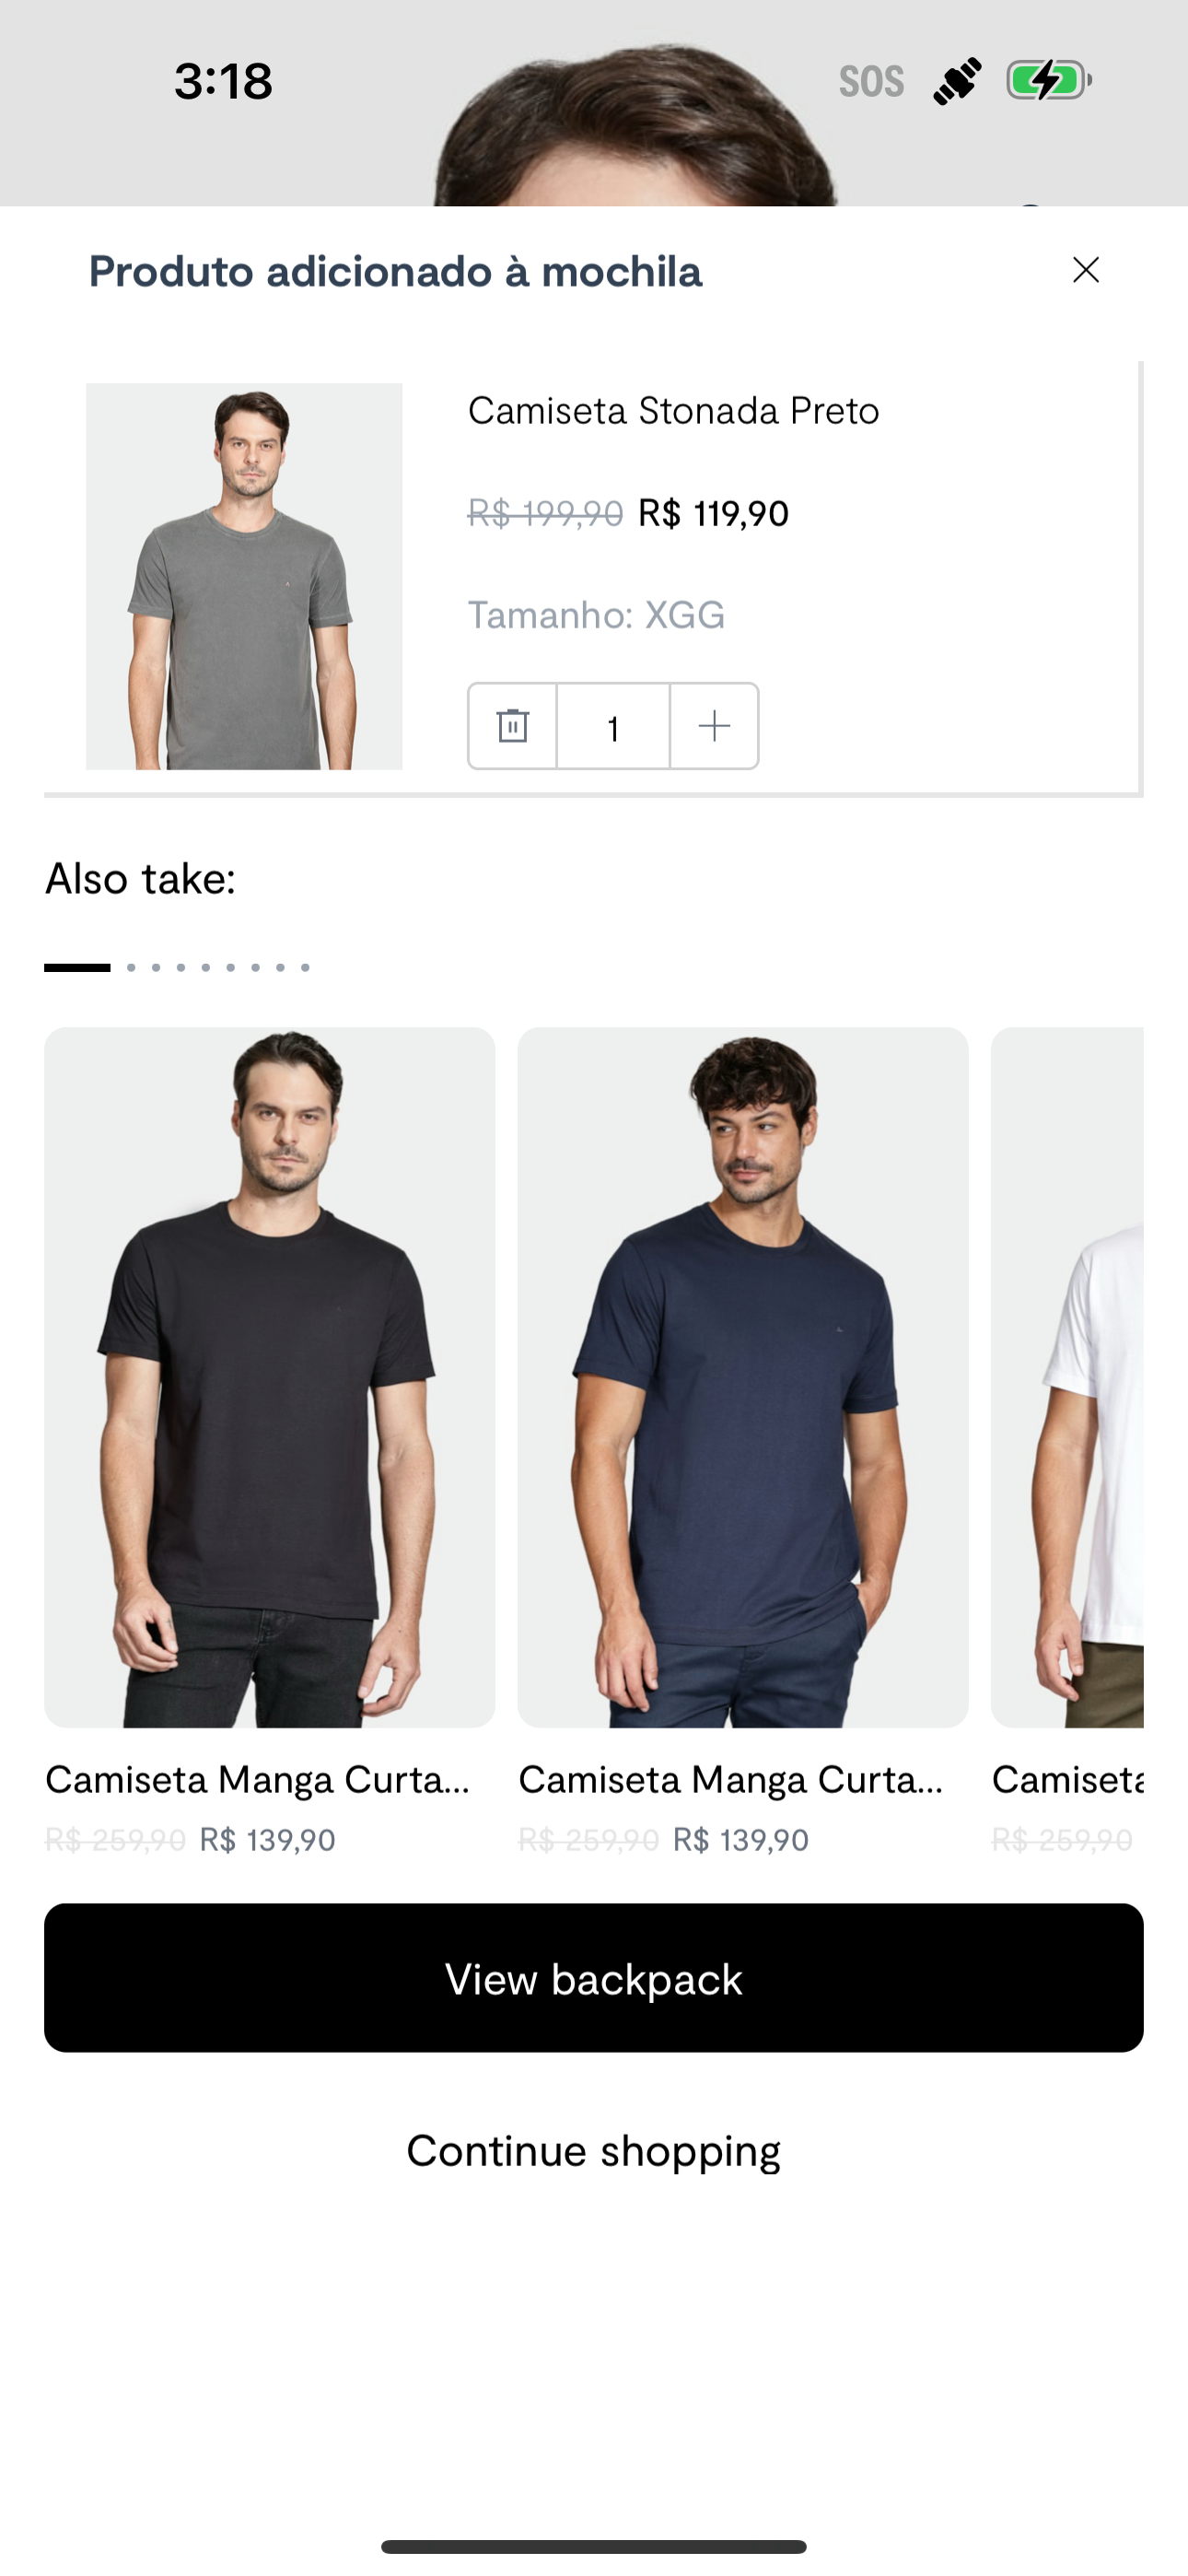 3:18 SOS
Produto adicionado à mochila
Camiseta Stonada Preto
R$ 199,90 R$ 119,90
Tamanho: XGG
1
Also take:
Camiseta Manga Curta...
R$ 259,90 R$ 139,90
Camiseta Manga Curta...
R$ 259,90 R$ 139,90
Camiseta
R$ 259,90
View backpack
Continue shopping